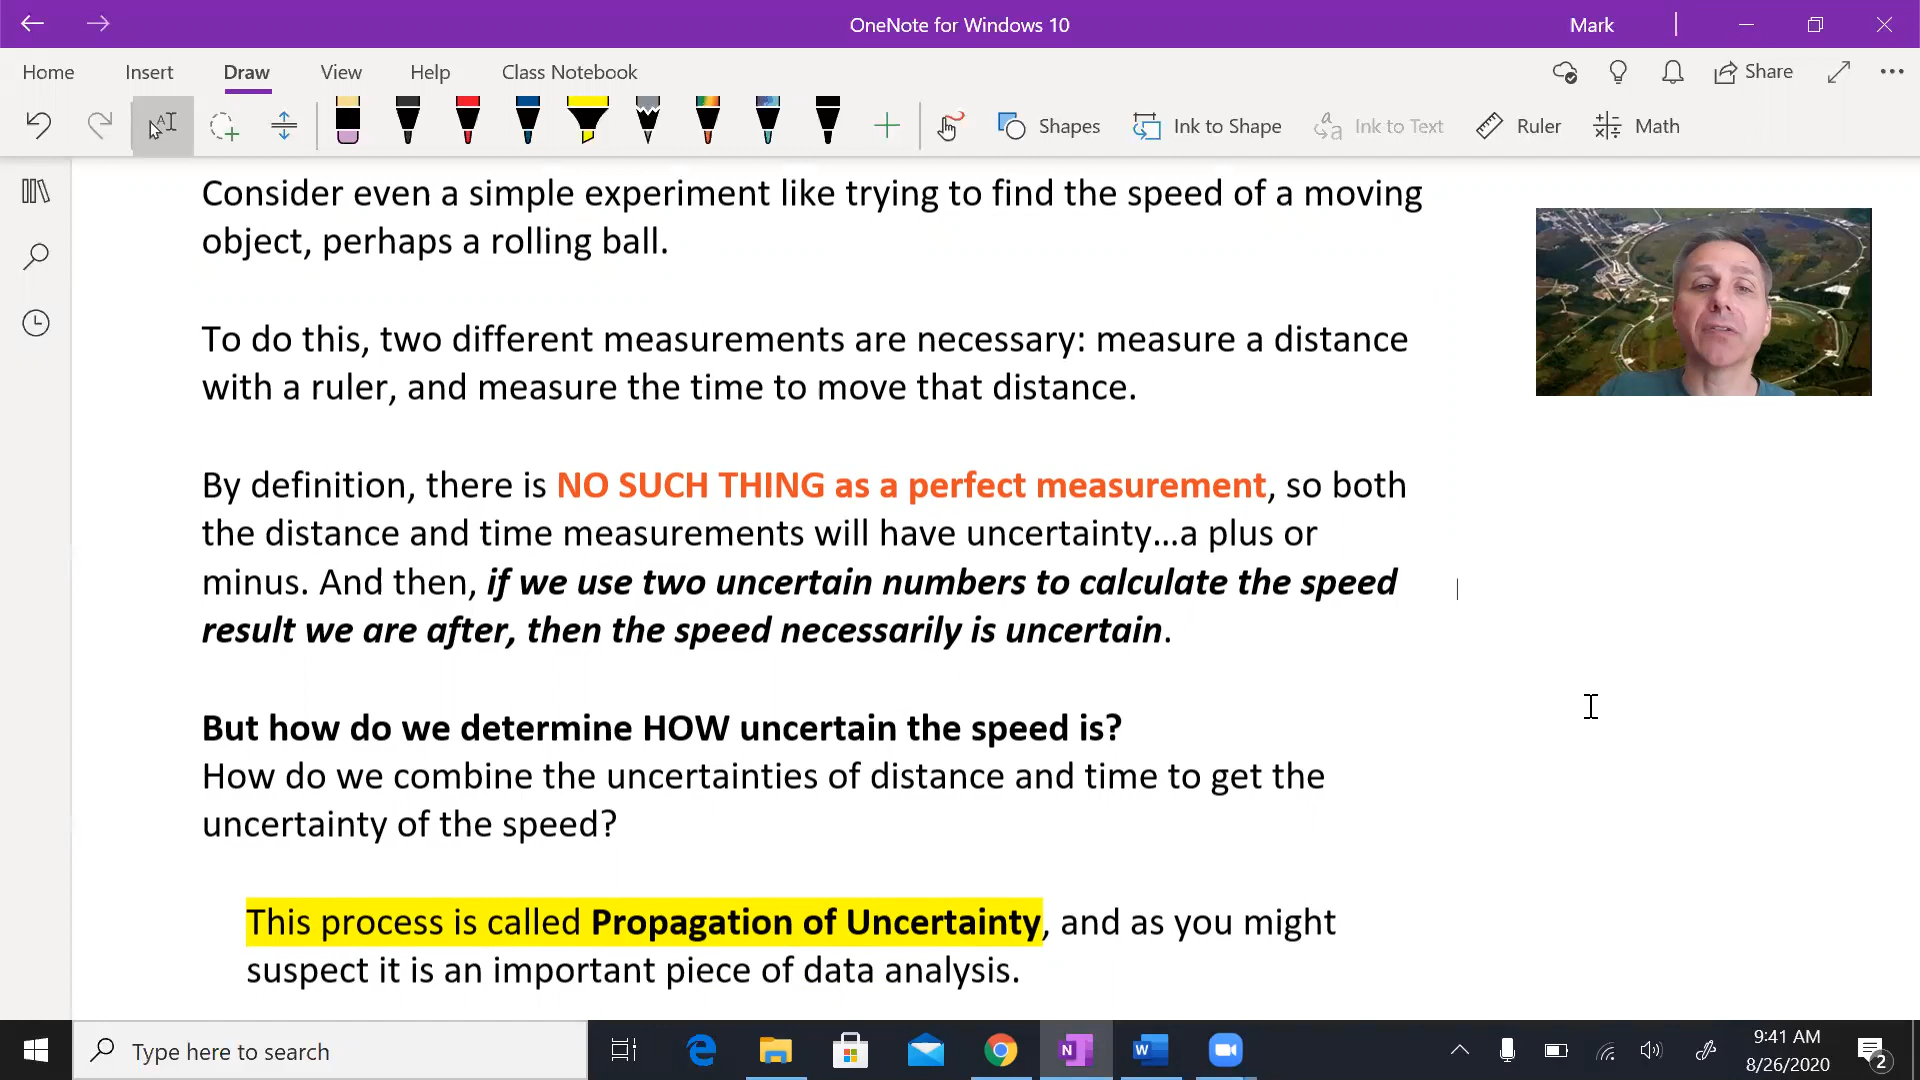 OneNote for Windows 10
Mark
Home Insert Draw View Help Class Notebook
Share
Shapes Ink to Shape Ink to Text Ruler Math
Consider even a simple experiment like trying to find the speed of a moving
object, perhaps a rolling ball.
To do this, two different measurements are necessary: measure a distance
with a ruler, and measure the time to move that distance.
By definition, there is NO SUCH THING as a perfect measurement, so both
the distance and time measurements will have uncertainty...a plus or
minus. And then, if we use two uncertain numbers to calculate the speed
result we are after, then the speed necessarily is uncertain.
But how do we determine HOW uncertain the speed is?
How do we combine the uncertainties of distance and time to get the
uncertainty of the speed?
This process is called Propagation of Uncertainty, and as you might
suspect it is an important piece of data analysis.
Type here to search
9:41 AM
8/26/2020
2